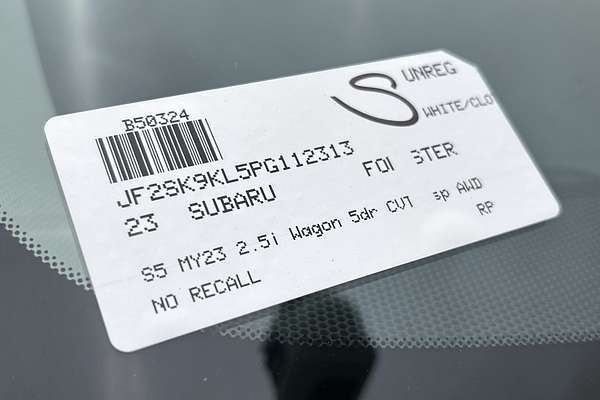 B50324
UNREG
WHITE/CLO
JF2SK9KL5PG112313
23 SUBARU
S5 MY23 2.5i Wagon 5dr CVT sp AWD
RP
NO RECALL